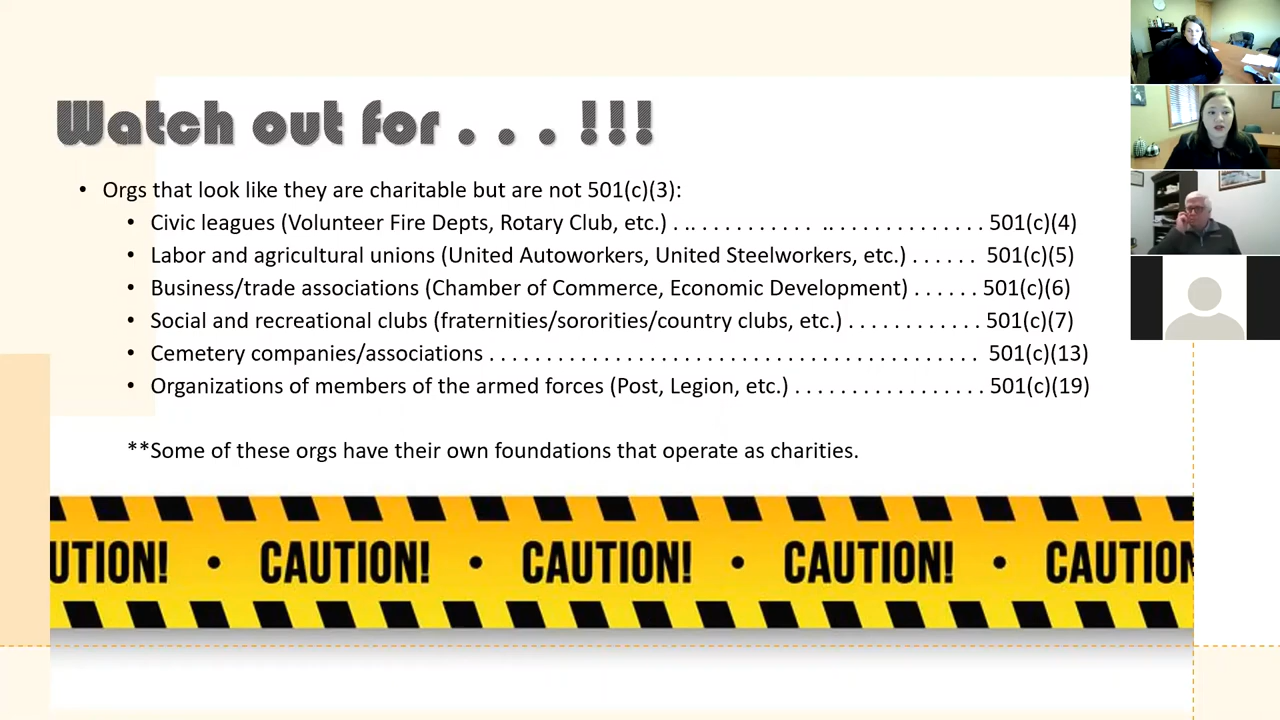 Watch out for . . . !!!
• Orgs that look like they are charitable but are not 501(c)(3):
• Civic leagues (Volunteer Fire Depts, Rotary Club, etc.) . .. . . . . . . . . . .  .. . . . . . . . . . . . . . . 501(c)(4)
• Labor and agricultural unions (United Autoworkers, United Steelworkers, etc.) . . . . . .  501(c)(5)
• Business/trade associations (Chamber of Commerce, Economic Development) . . . . . . 501(c)(6)
• Social and recreational clubs (fraternities/sororities/country clubs, etc.) . . . . . . . . . . . . 501(c)(7)
• Cemetery companies/associations . . . . . . . . . . . . . . . . . . . . . . . . . . . . . . . . . . . . . . . . . . .  501(c)(13)
• Organizations of members of the armed forces (Post, Legion, etc.) . . . . . . . . . . . . . . . . . 501(c)(19)
**Some of these orgs have their own foundations that operate as charities.
UTION! • CAUTION! • CAUTION! • CAUTION! • CAUTION